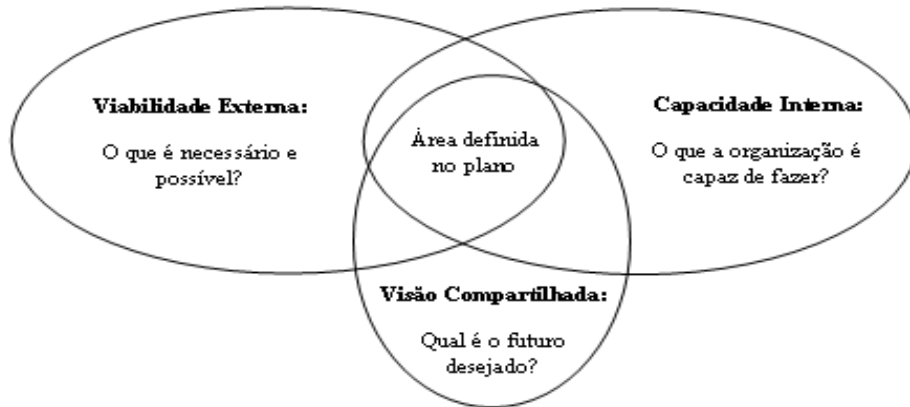 Viabilidade Externa:
O que é necessário e
possível?
Área definida
no plano
Capacidade Interna:
O que a organização é
capaz de fazer?
Visão Compartilhada:
Qual é o futuro
desejado?